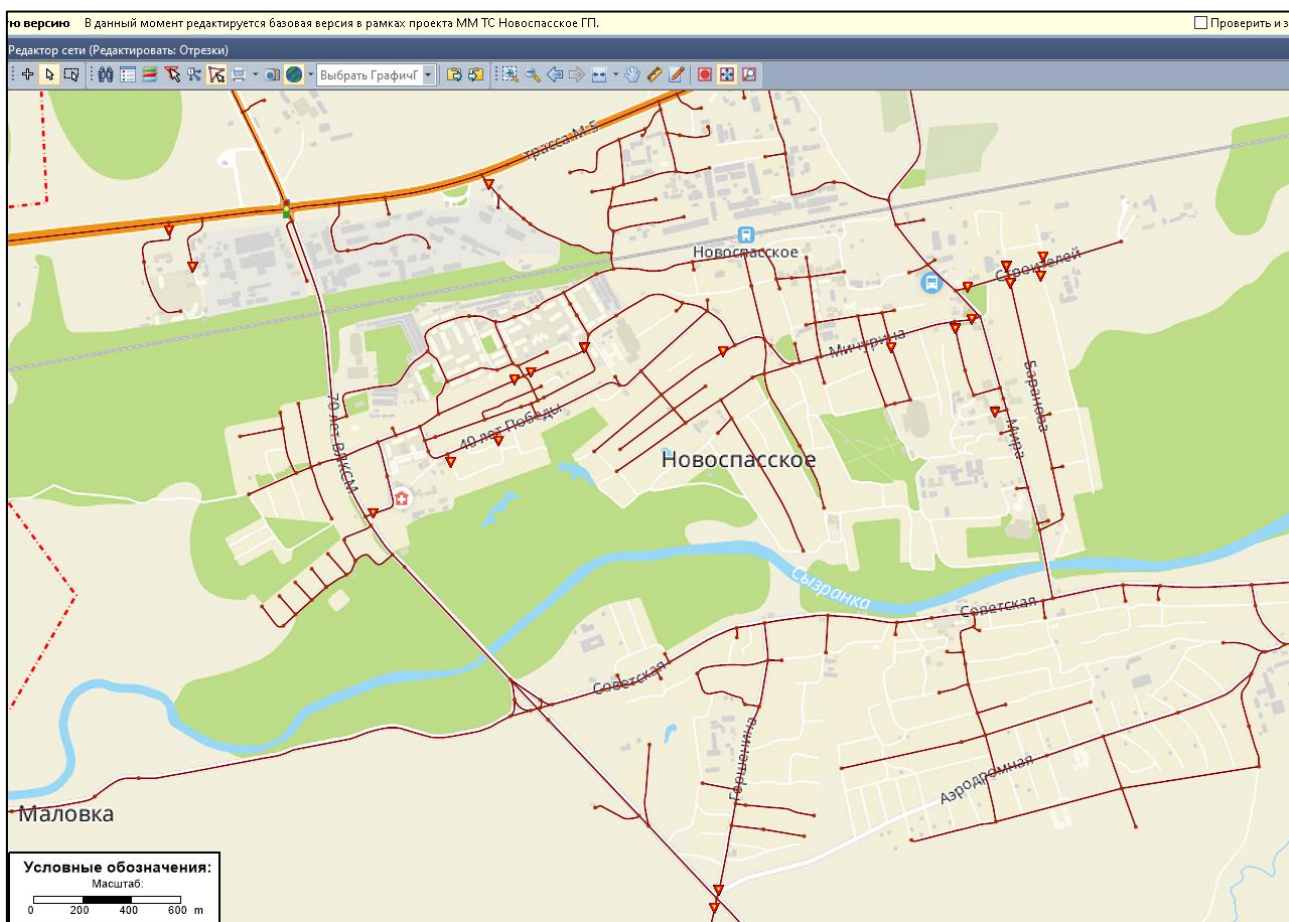 ю версию В данный момент редактируется базовая версия в рамках проекта ММ ТС Новоспасское ГП. Проверить и з
Редактор сети (Редактировать: Отрезки)
Выбрать ГрафичГ
трасса М-5
Новоспасское
Строителей
Мичурина
Баранова
70 лет ВЛКСМ
40 лет Победы
Мира
Новоспасское
Сызранка
Советская
Советская
Горшенина
Аэродромная
Маловка
Условные обозначения:
Масштаб:
0 200 400 600 m